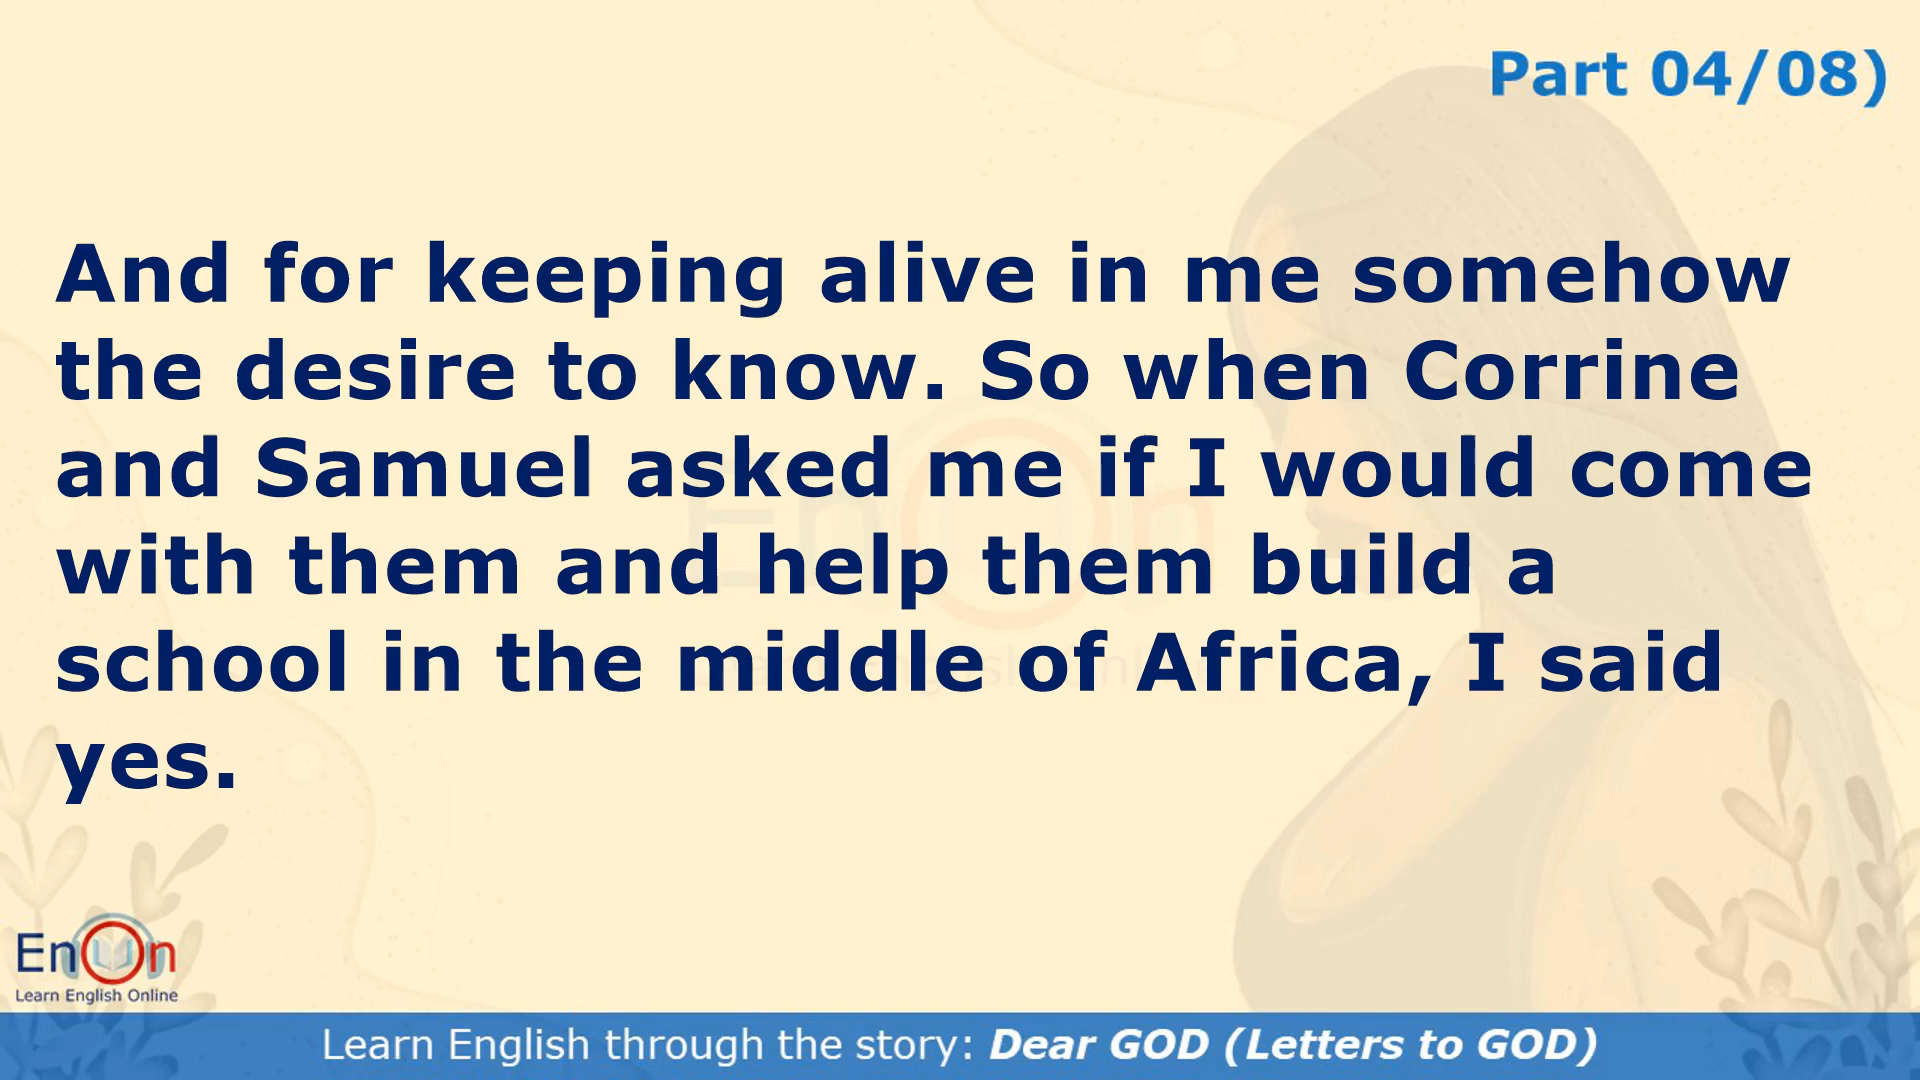 Part 04/08)
And for keeping alive in me somehow
the desire to know. So when Corrine
and Samuel asked me if I would come
with them and help them build a
school in the middle of Africa, I said
yes.
EnOn
Learn English Online
Learn English through the story: Dear GOD (Letters to GOD)